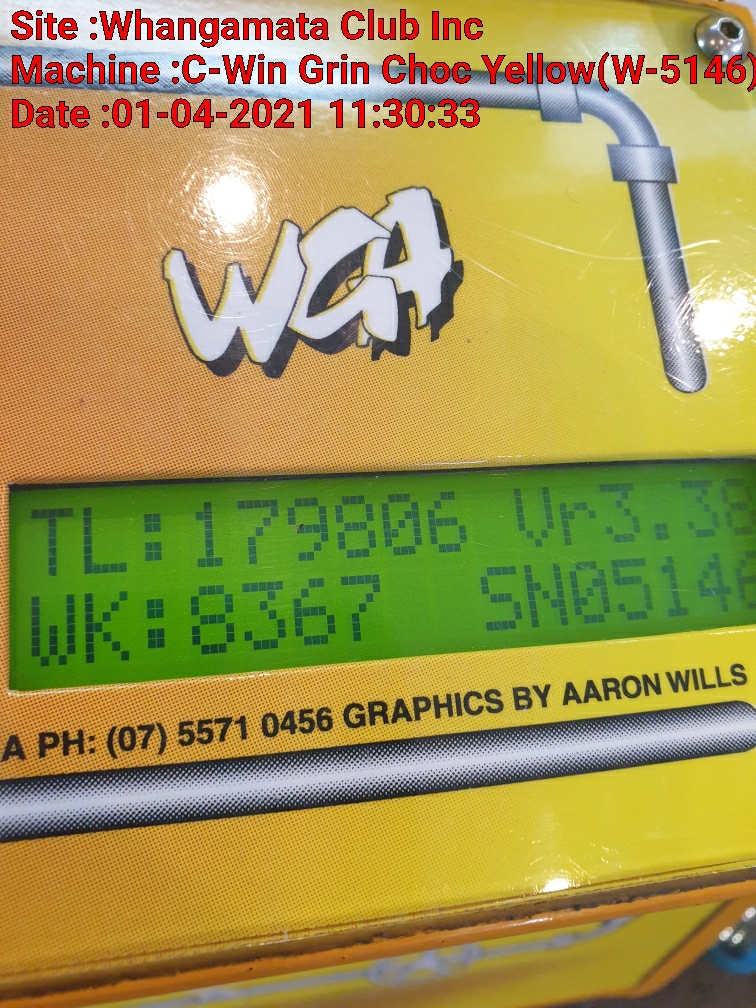 Site :Whangamata Club Inc
Machine :C-Win Grin Choc Yellow(W-5146)
Date :01-04-2021 11:30:33
WGA
TL:179806 Vr3.38
WK:8367 SN05146
A PH: (07) 5571 0456 GRAPHICS BY AARON WILLS